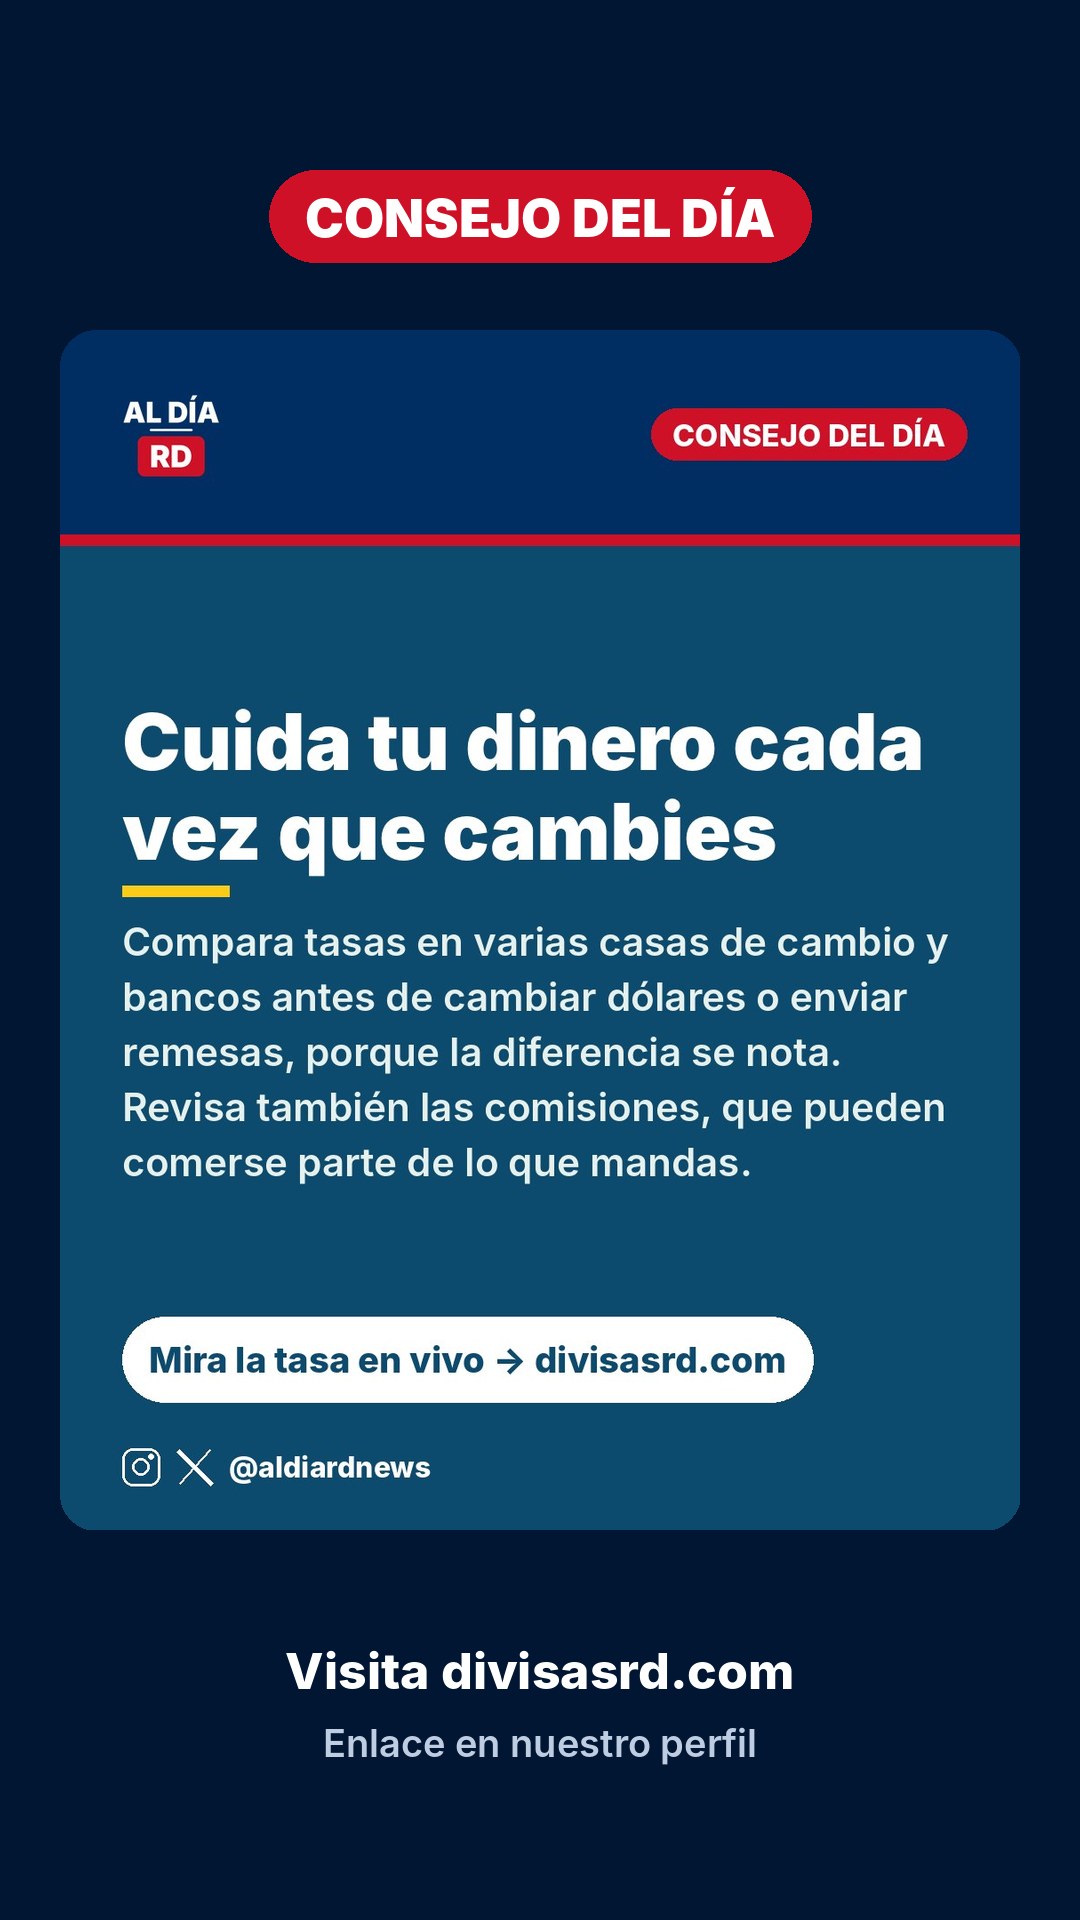 CONSEJO DEL DÍA
AL DÍA
RD
CONSEJO DEL DÍA
Cuida tu dinero cada
vez que cambies
Compara tasas en varias casas de cambio y
bancos antes de cambiar dólares o enviar
remesas, porque la diferencia se nota.
Revisa también las comisiones, que pueden
comerse parte de lo que mandas.
Mira la tasa en vivo → divisasrd.com
@aldiardnews
Visita divisasrd.com
Enlace en nuestro perfil